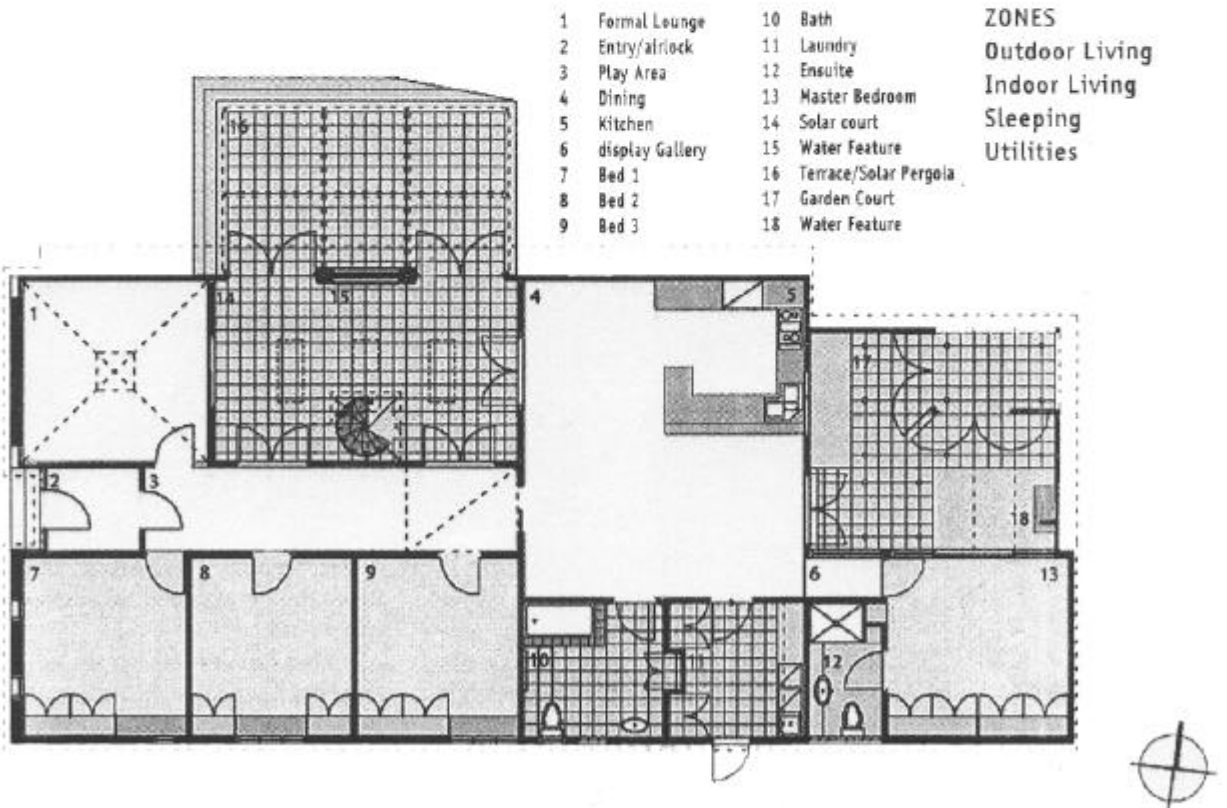 1 Formal Lounge
2 Entry/airlock
3 Play Area
4 Dining
5 Kitchen
6 display Gallery
7 Bed 1
8 Bed 2
9 Bed 3
10 Bath
11 Laundry
12 Ensuite
13 Master Bedroom
14 Solar court
15 Water Feature
16 Terrace/Solar Pergola
17 Garden Court
18 Water Feature
ZONES
Outdoor Living
Indoor Living
Sleeping
Utilities
16
1
14
15
4
5
17
2
3
18
7
8
9
6
13
10
11
12